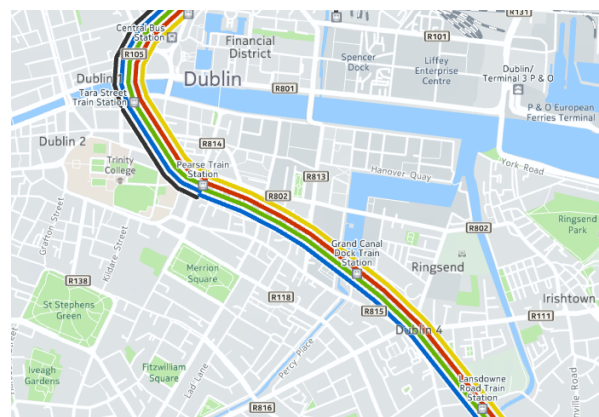 Central Bus
Station
R131
R101
Financial
District
R105
Spencer
Dock
Liffey
Enterprise
Centre
Dublin/
Terminal 3 P & O
Dublin 1
Dublin
R801
Tara Street
Train Station
P & O European
Ferries Terminal
Dublin 2
R814
Trinity
College
Pearse Train
Station
R813
Hanover Quay
York Road
R802
Grafton Street
Kildare Street
R802
Ringsend
Park
Grand Canal
Dock Train
Station
Merrion
Square
Ringsend
R138
St Stephens
Green
R118
Irishtown
R815
R111
Dublin 4
Percy Place
Iveagh
Gardens
Fitzwilliam
Square
Lad Lane
Lansdowne
Road Train
Station
R816